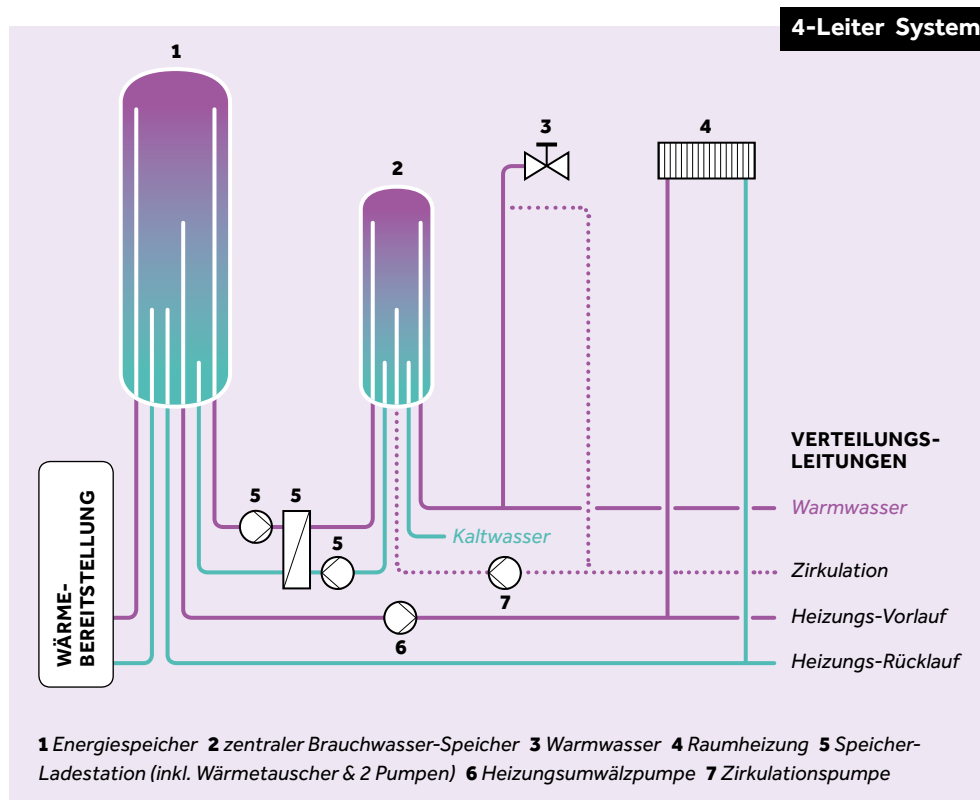 4-Leiter System
1
2
3
4
VERTEILUNGS-
LEITUNGEN
Warmwasser
5
5
5
Kaltwasser
Zirkulation
7
Heizungs-Vorlauf
6
Heizungs-Rücklauf
WÄRME-
BEREITSTELLUNG
1 Energiespeicher 2 zentraler Brauchwasser-Speicher 3 Warmwasser 4 Raumheizung 5 Speicher-
Ladestation (inkl. Wärmetauscher & 2 Pumpen) 6 Heizungsumwälzpumpe 7 Zirkulationspumpe